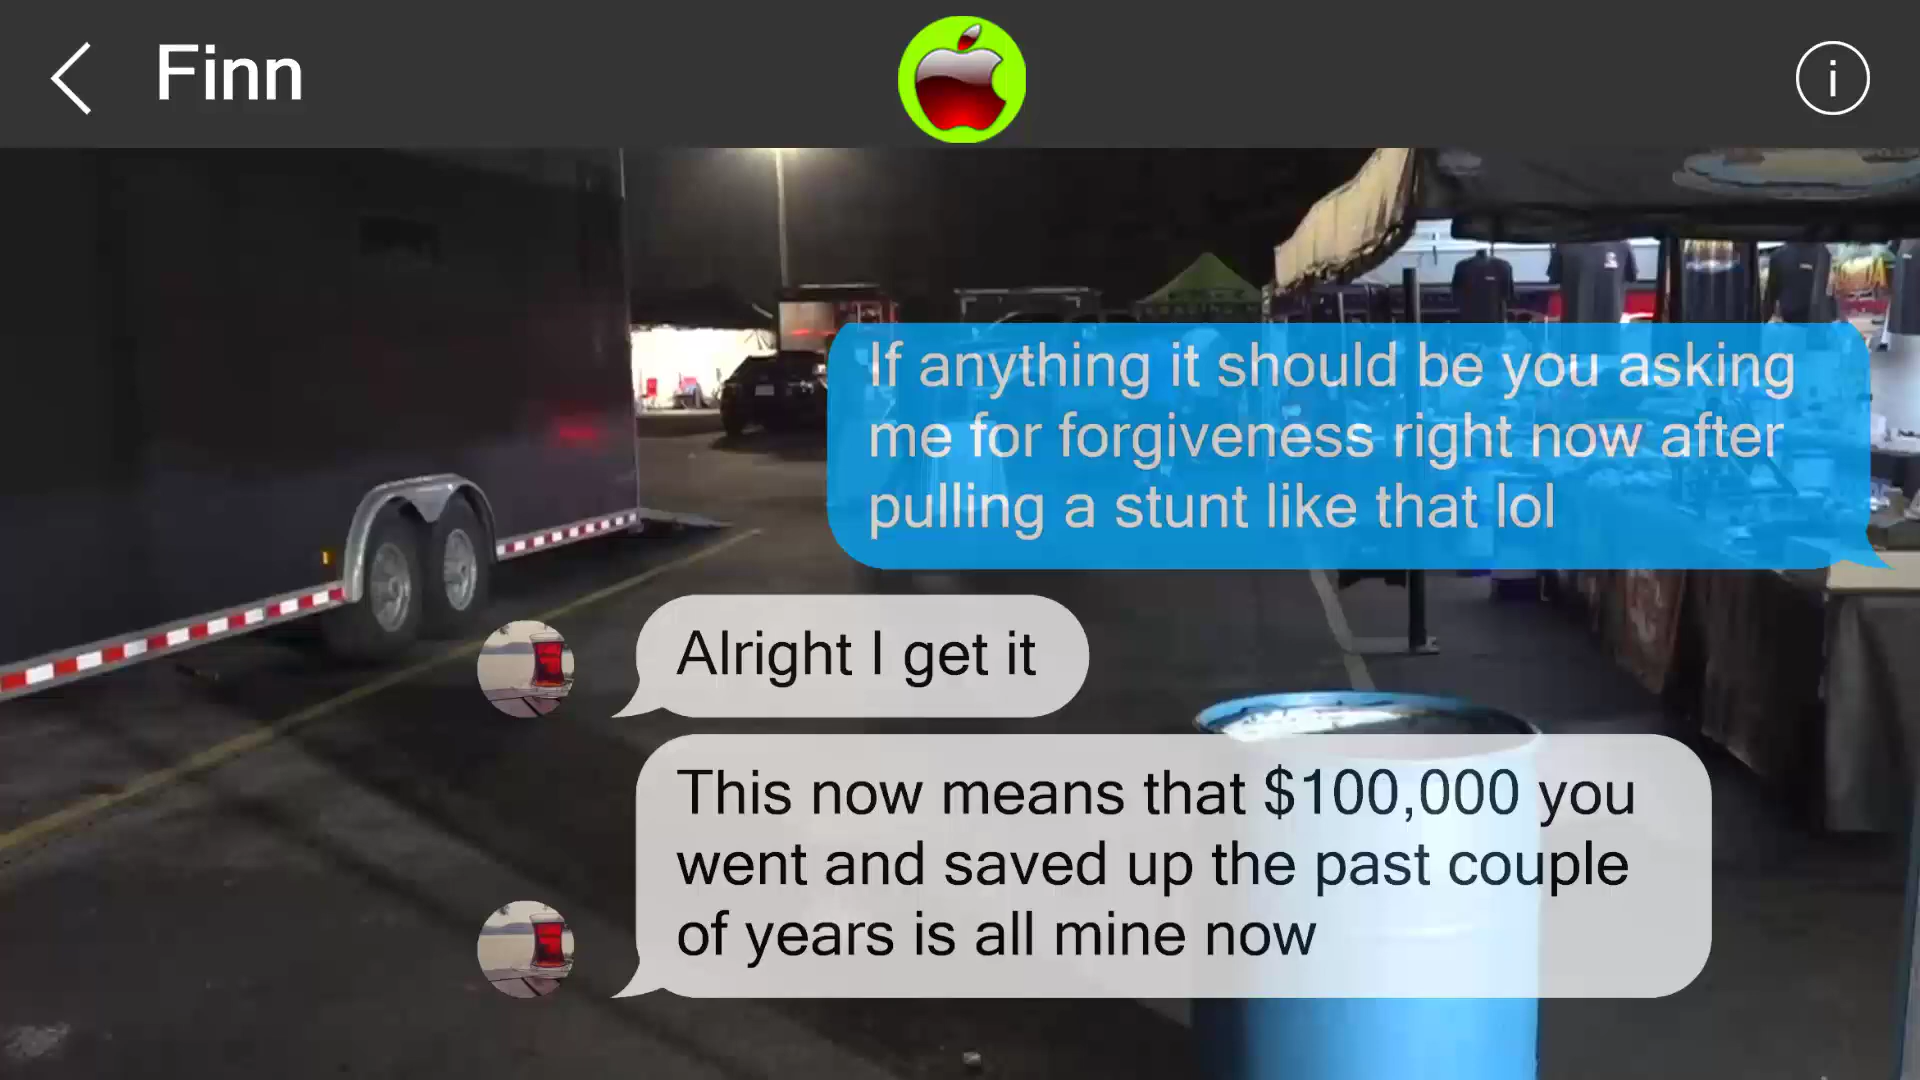 Finn
i
If anything it should be you asking
me for forgiveness right now after
pulling a stunt like that lol
Alright I get it
This now means that $100,000 you
went and saved up the past couple
of years is all mine now